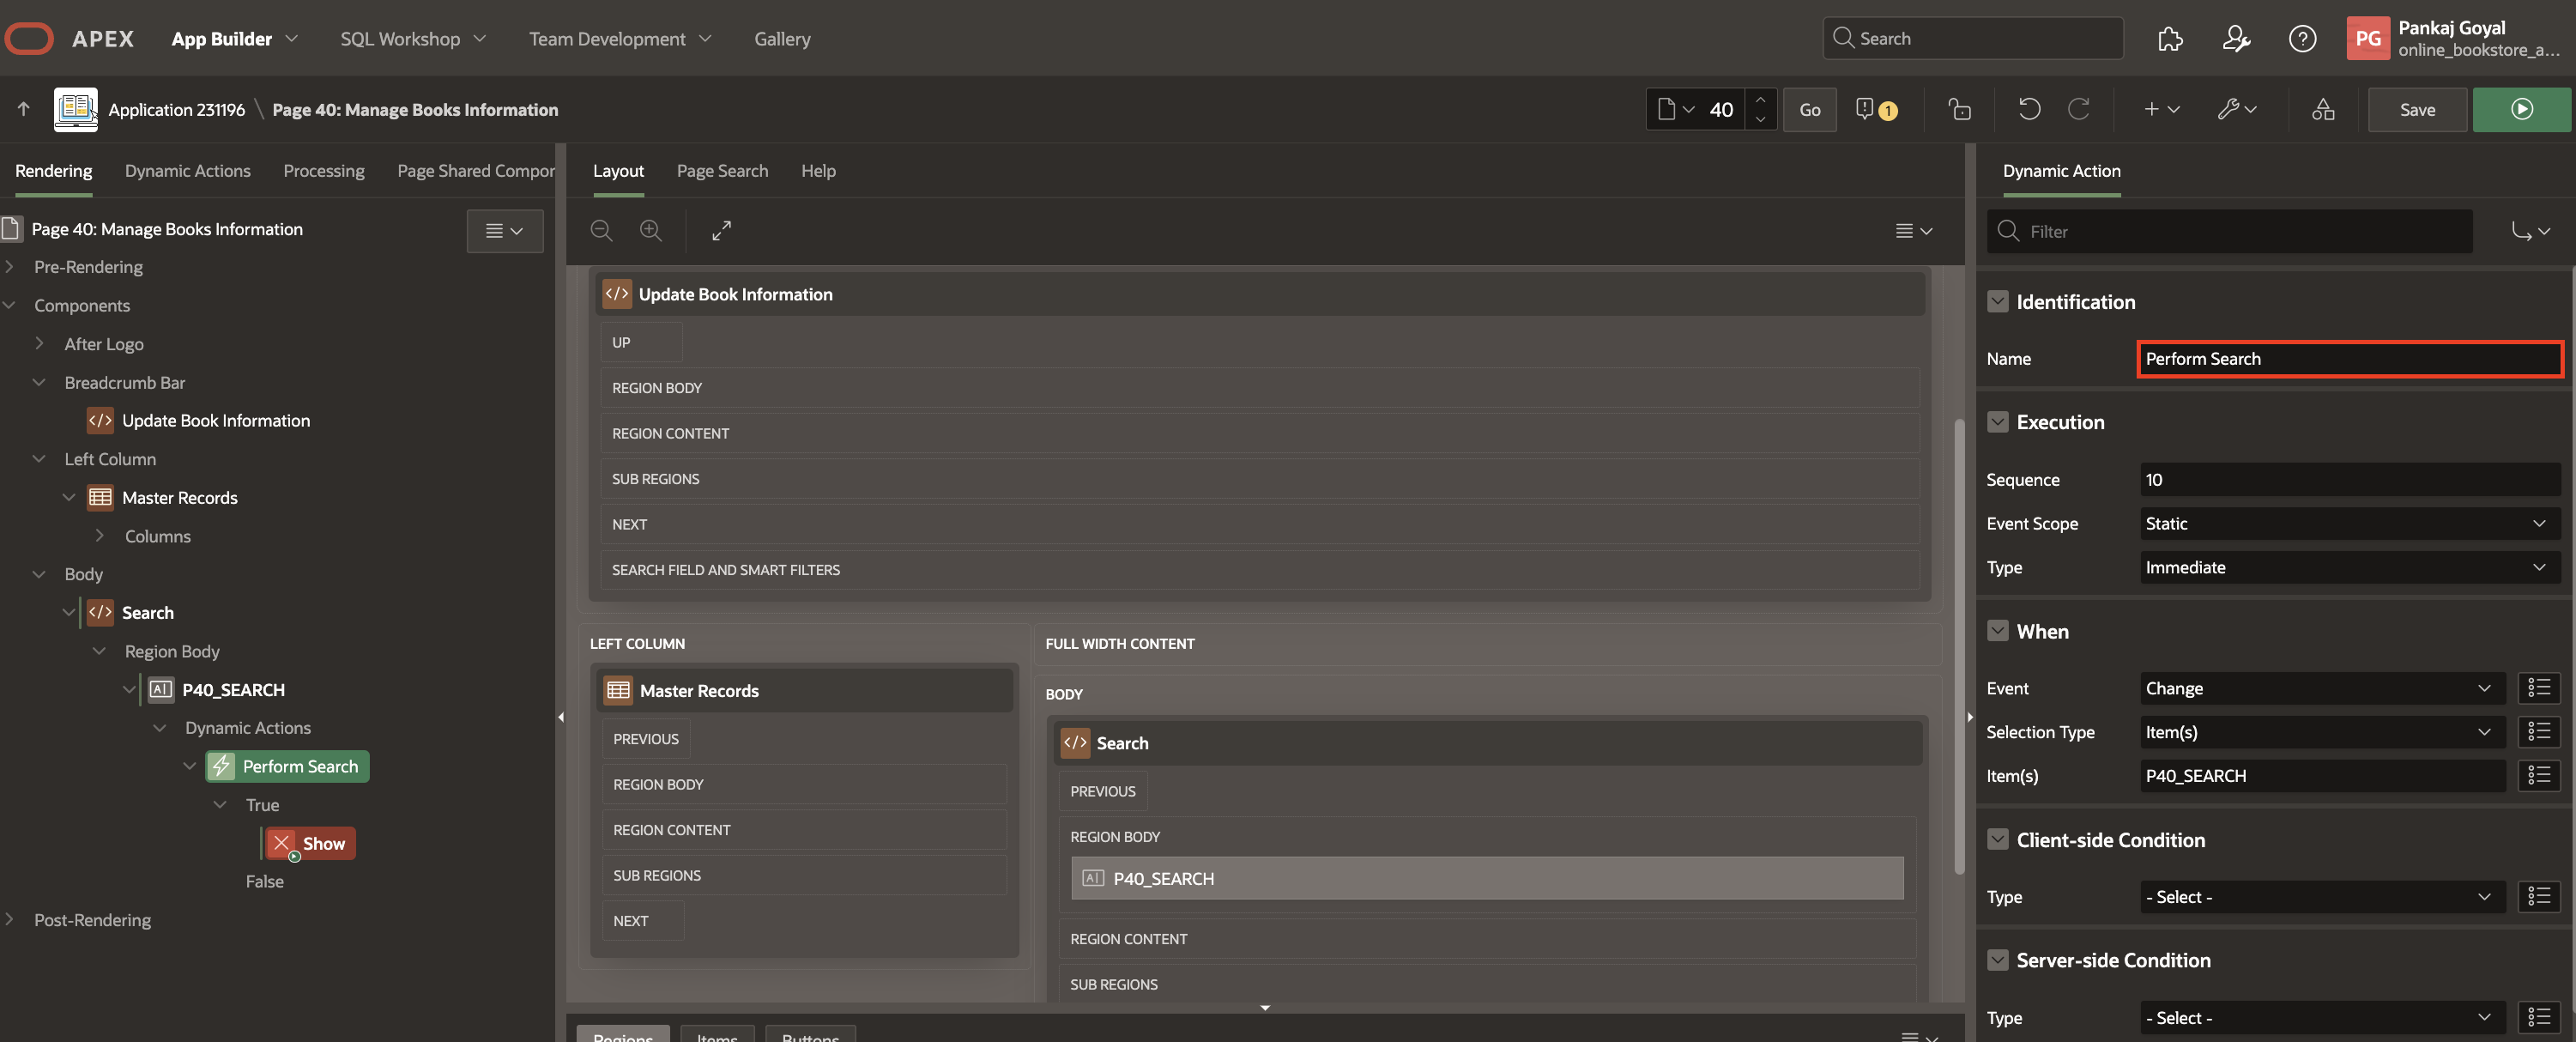 APEX
App Builder
SQL Workshop
Team Development
Gallery
Search
PG
Pankaj Goyal
online_bookstore_a...
Application 231196 \ Page 40: Manage Books Information
40
Go
1
Save
Rendering
Dynamic Actions
Processing
Page Shared Compor
Page 40: Manage Books Information
Pre-Rendering
Components
After Logo
Breadcrumb Bar
Update Book Information
Left Column
Master Records
Columns
Body
Search
Region Body
P40_SEARCH
Dynamic Actions
Perform Search
True
Show
False
Post-Rendering
Layout
Page Search
Help
Update Book Information
UP
REGION BODY
REGION CONTENT
SUB REGIONS
NEXT
SEARCH FIELD AND SMART FILTERS
LEFT COLUMN
Master Records
PREVIOUS
REGION BODY
REGION CONTENT
SUB REGIONS
NEXT
FULL WIDTH CONTENT
BODY
Search
PREVIOUS
REGION BODY
P40_SEARCH
REGION CONTENT
SUB REGIONS
Regions
Items
Buttons
Dynamic Action
Filter
Identification
Name
Perform Search
Execution
Sequence
10
Event Scope
Static
Type
Immediate
When
Event
Change
Selection Type
Item(s)
Item(s)
P40_SEARCH
Client-side Condition
Type
- Select -
Server-side Condition
Type
- Select -